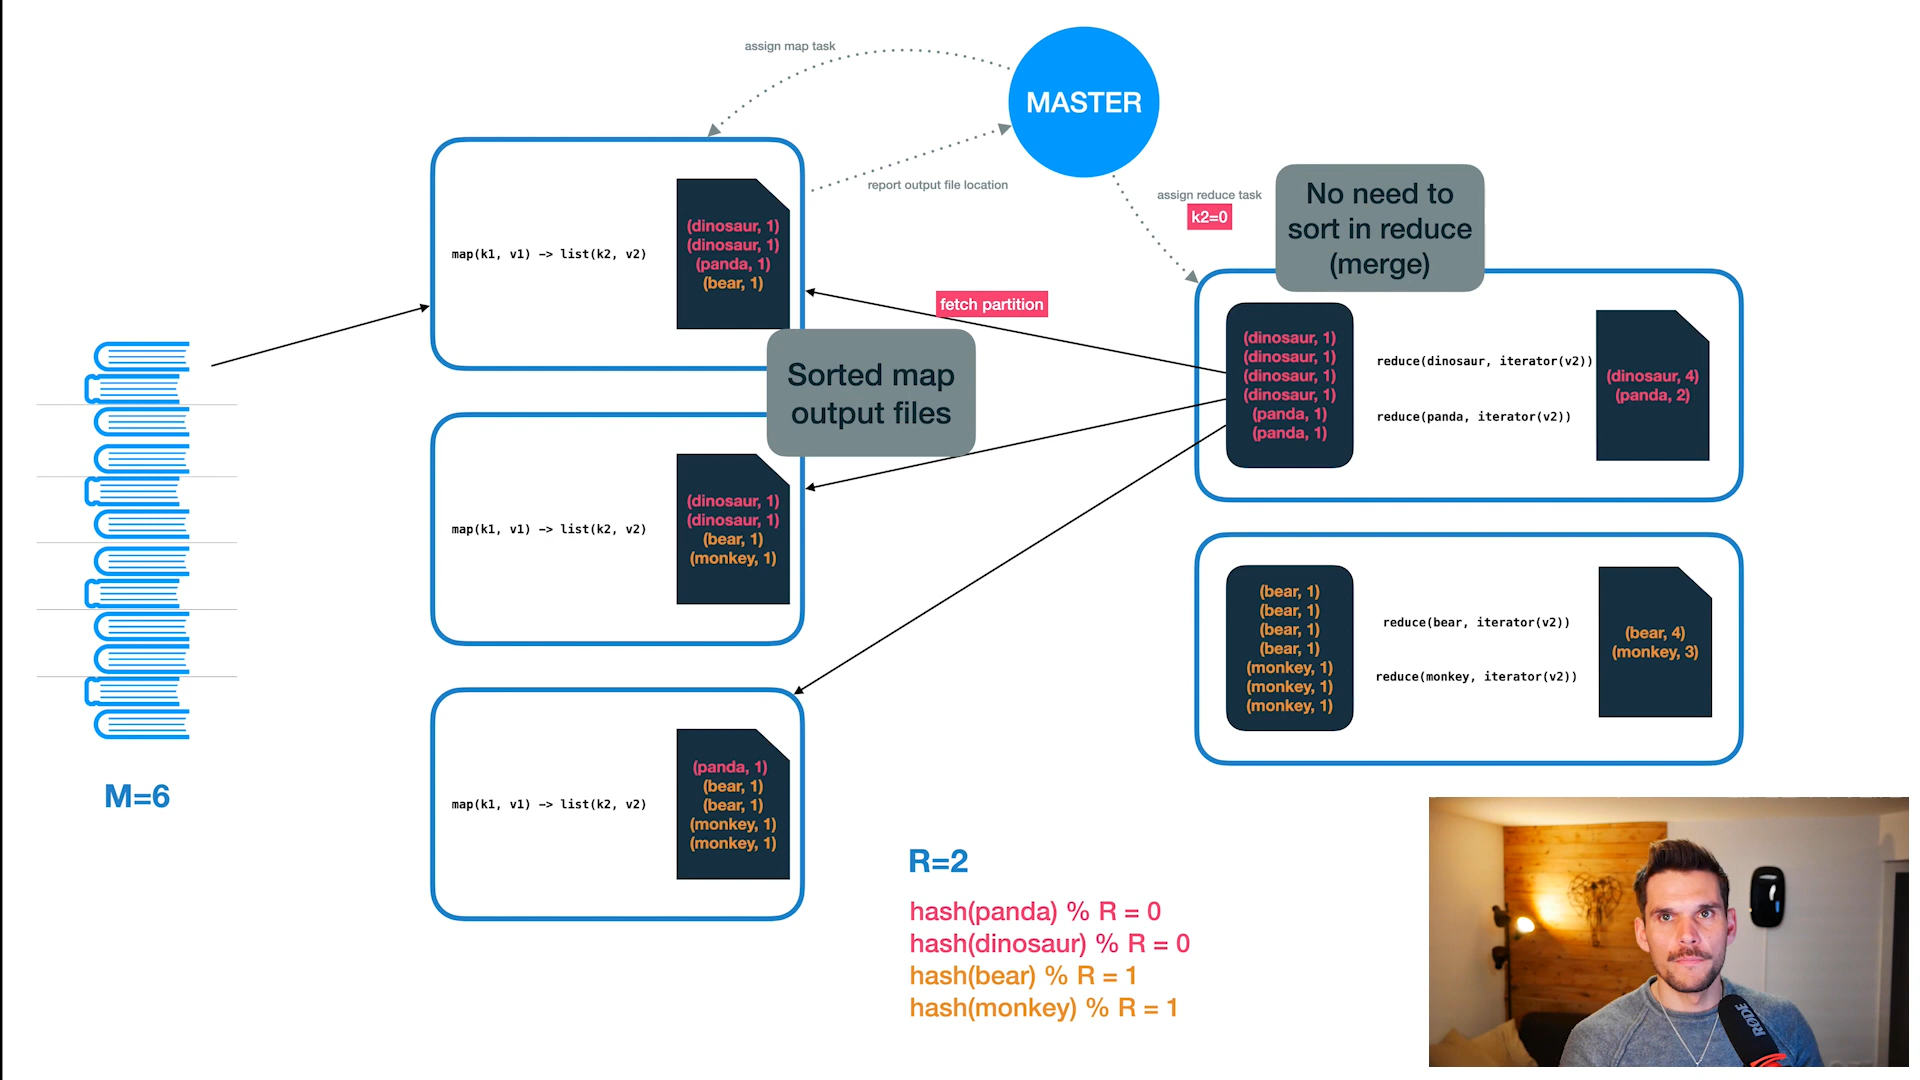 assign map task
MASTER
report output file location
assign reduce task
k2=0
No need to
sort in reduce
(merge)
map(k1, v1) -> list(k2, v2)
(dinosaur, 1)
(dinosaur, 1)
(panda, 1)
(bear, 1)
fetch partition
Sorted map
output files
(dinosaur, 1)
(dinosaur, 1)
(dinosaur, 1)
(dinosaur, 1)
(panda, 1)
(panda, 1)
reduce(dinosaur, iterator(v2))
reduce(panda, iterator(v2))
(dinosaur, 4)
(panda, 2)
map(k1, v1) -> list(k2, v2)
(dinosaur, 1)
(dinosaur, 1)
(bear, 1)
(monkey, 1)
(bear, 1)
(bear, 1)
(bear, 1)
(bear, 1)
(monkey, 1)
(monkey, 1)
(monkey, 1)
reduce(bear, iterator(v2))
reduce(monkey, iterator(v2))
(bear, 4)
(monkey, 3)
map(k1, v1) -> list(k2, v2)
(panda, 1)
(bear, 1)
(bear, 1)
(monkey, 1)
(monkey, 1)
M=6
R=2
hash(panda) % R = 0
hash(dinosaur) % R = 0
hash(bear) % R = 1
hash(monkey) % R = 1
RODE